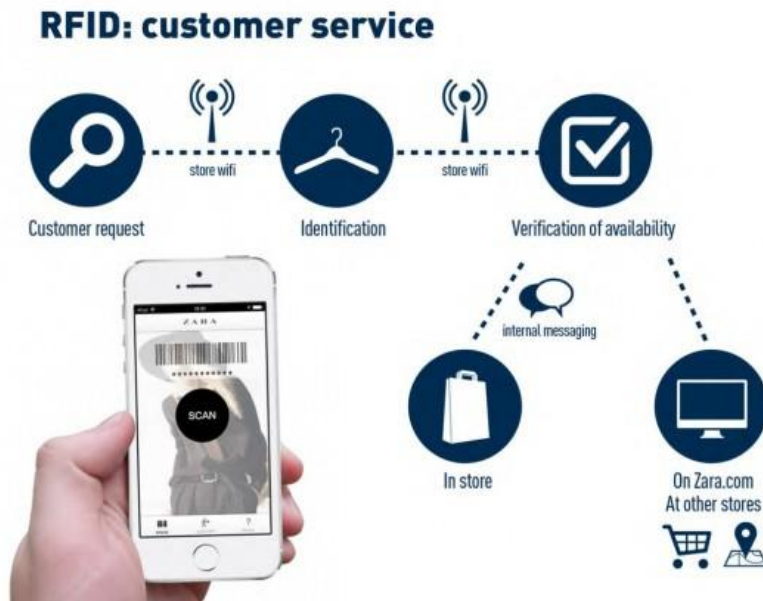 RFID: customer service
store wifi
store wifi
Customer request
Identification
Verification of availability
internal messaging
ZARA
SCAN
In store
On Zara.com
At other stores